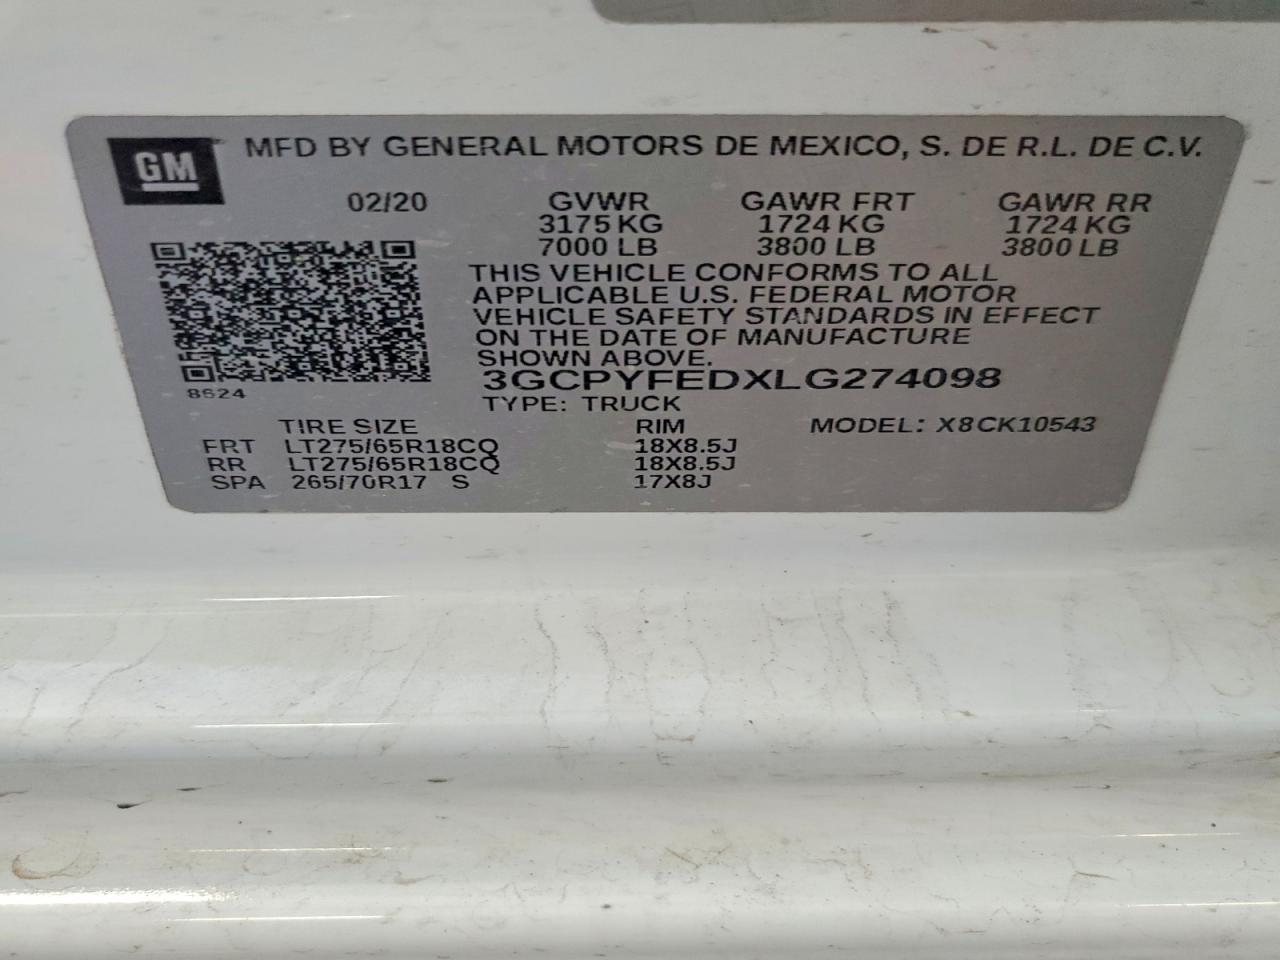 GM MFD BY GENERAL MOTORS DE MEXICO, S. DE R.L. DE C.V.
02/20 GVWR GAWR FRT GAWR RR
3175 KG 1724 KG 1724 KG
7000 LB 3800 LB 3800 LB
THIS VEHICLE CONFORMS TO ALL
APPLICABLE U.S. FEDERAL MOTOR
VEHICLE SAFETY STANDARDS IN EFFECT
ON THE DATE OF MANUFACTURE
SHOWN ABOVE.
3GCPYFEDXLG274098
8624
TYPE: TRUCK
TIRE SIZE RIM MODEL: X8CK10543
FRT LT275/65R18CQ 18X8.5J
RR LT275/65R18CQ 18X8.5J
SPA 265/70R17 S 17X8J